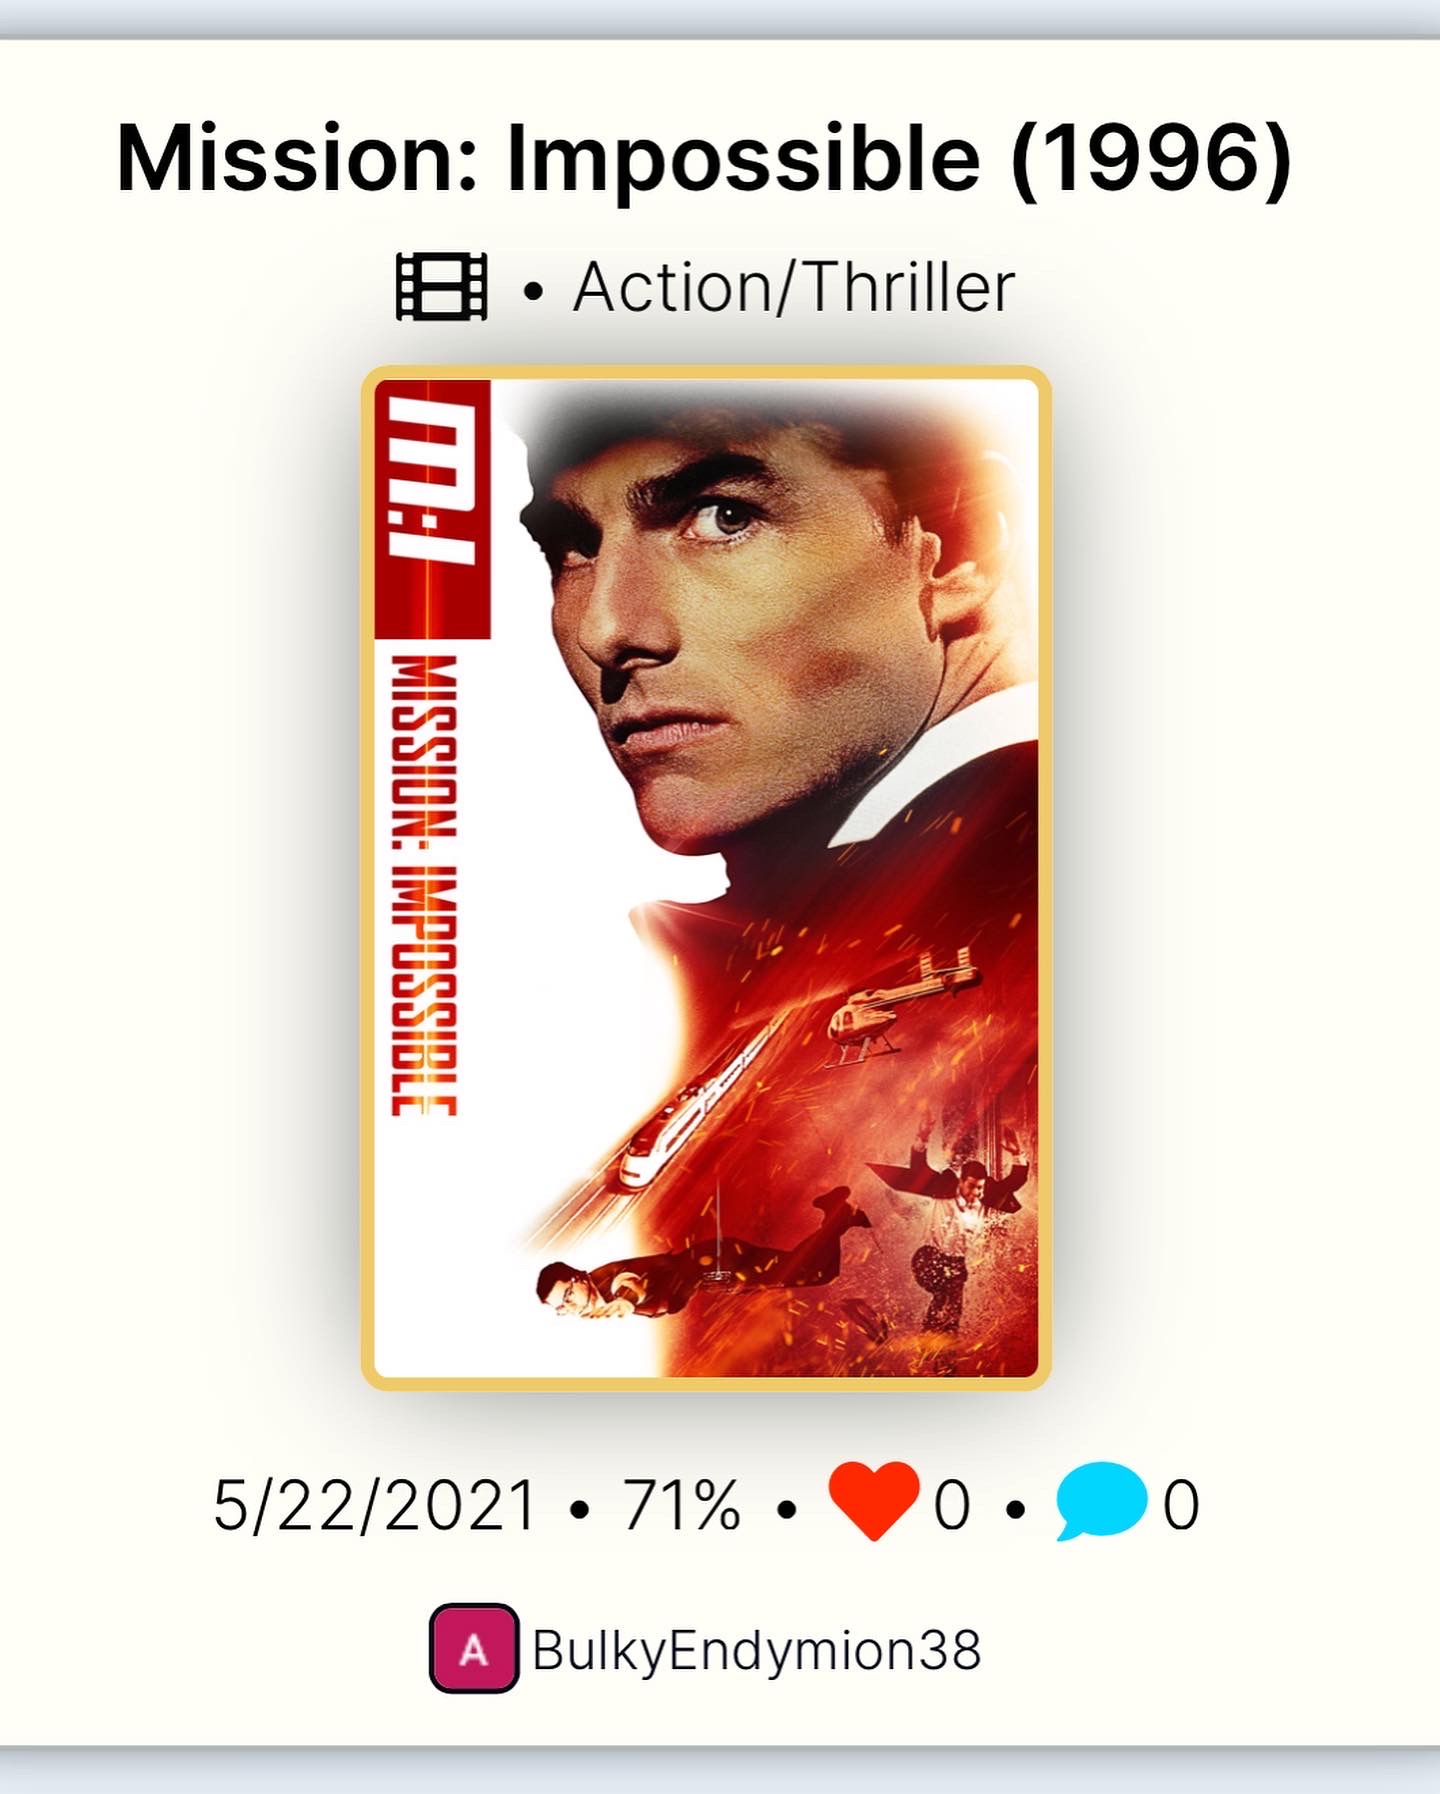 Mission: Impossible (1996)
• Action/Thriller
M:I
MISSION: IMPOSSIBLE
5/22/2021 • 71% • 0 • 0
A BulkyEndymion38